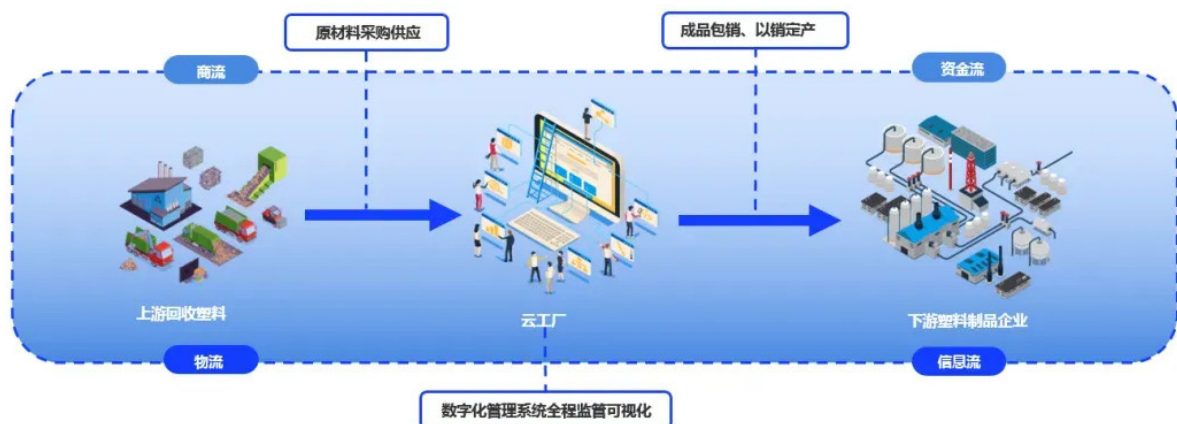 原材料采购供应
成品包销、以销定产
商流
资金流
上游回收塑料
云工厂
下游塑料制品企业
物流
信息流
数字化管理系统全程监管可视化